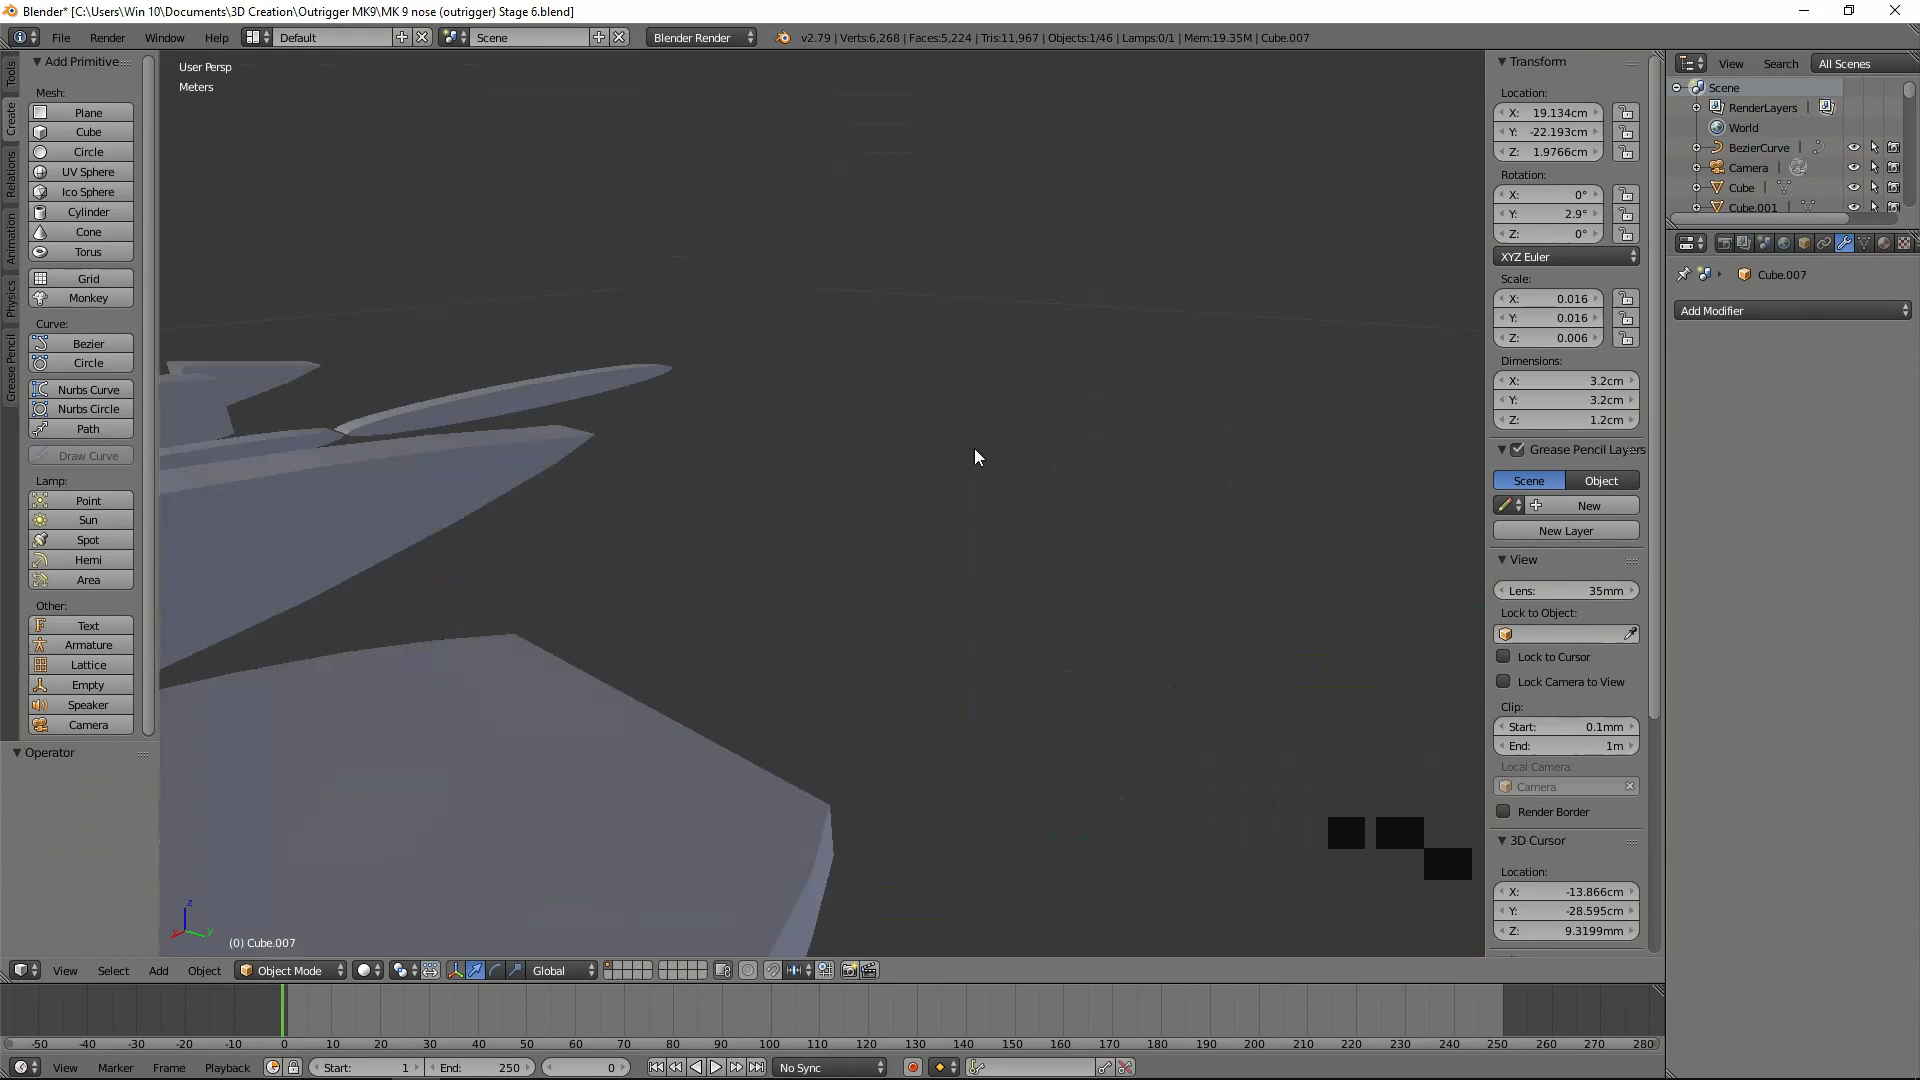 Blender* [C:\Users\Win 10\Documents\3D Creation\Outrigger MK9\MK 9 nose (outrigger) Stage 6.blend]
File Render Window Help Default Scene Blender Render v2.79 | Verts:6,268 | Faces:5,224 | Tris:11,967 | Objects:1/46 | Lamps:0/1 | Mem:19.35M | Cube.007
Tools
Create
Relations
Animation
Physics
Grease Pencil
Add Primitive
Mesh:
Plane
Cube
Circle
UV Sphere
Ico Sphere
Cylinder
Cone
Torus
Grid
Monkey
Curve:
Bezier
Circle
Nurbs Curve
Nurbs Circle
Path
Draw Curve
Lamp:
Point
Sun
Spot
Hemi
Area
Other:
Text
Armature
Lattice
Empty
Speaker
Camera
Operator
User Persp
Meters
z
y
(0) Cube.007
Transform
Location:
X: 19.134cm
Y: -22.193cm
Z: 1.9766cm
Rotation:
X: 0°
Y: 2.9°
Z: 0°
XYZ Euler
Scale:
X: 0.016
Y: 0.016
Z: 0.006
Dimensions:
X: 3.2cm
Y: 3.2cm
Z: 1.2cm
Grease Pencil Layers
Scene Object
New
New Layer
View
Lens: 35mm
Lock to Object:
Lock to Cursor
Lock Camera to View
Clip:
Start: 0.1mm
End: 1m
Local Camera:
Camera
Render Border
3D Cursor
Location:
X: -13.866cm
Y: -28.595cm
Z: 9.3199mm
View Search All Scenes
Scene
RenderLayers |
World
BezierCurve |
Camera |
Cube |
Cube.001 |
Cube.007
Add Modifier
View Select Add Object Object Mode Global
-50 -40 -30 -20 -10 0 10 20 30 40 50 60 70 80 90 100 110 120 130 140 150 160 170 180 190 200 210 220 230 240 250 260 270 280
View Marker Frame Playback Start: 1 End: 250 0 No Sync